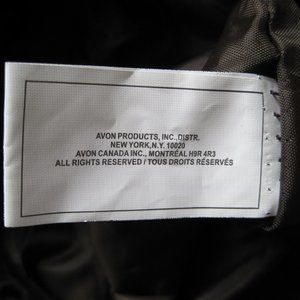 AVON PRODUCTS, INC., DISTR.
NEW YORK, N.Y. 10020
AVON CANADA INC., MONTRÉAL H9R 4R3
ALL RIGHTS RESERVED / TOUS DROITS RÉSERVÉS